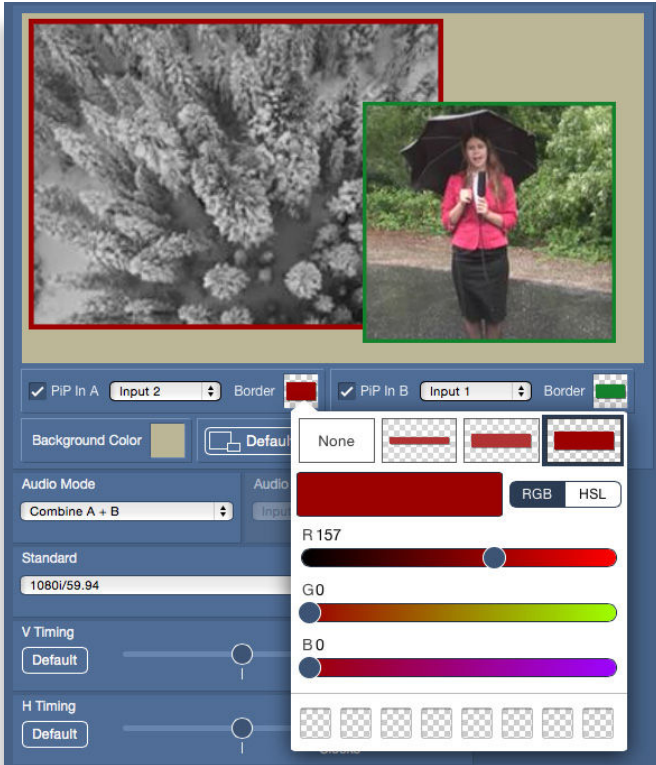 PiP In A Input 2 Border PiP In B Input 1 Border
Background Color Defaul
None
RGB HSL
Audio Mode Audio
Combine A + B Input
R 157
Standard
1080i/59.94
G 0
V Timing
Default
B 0
H Timing
Default